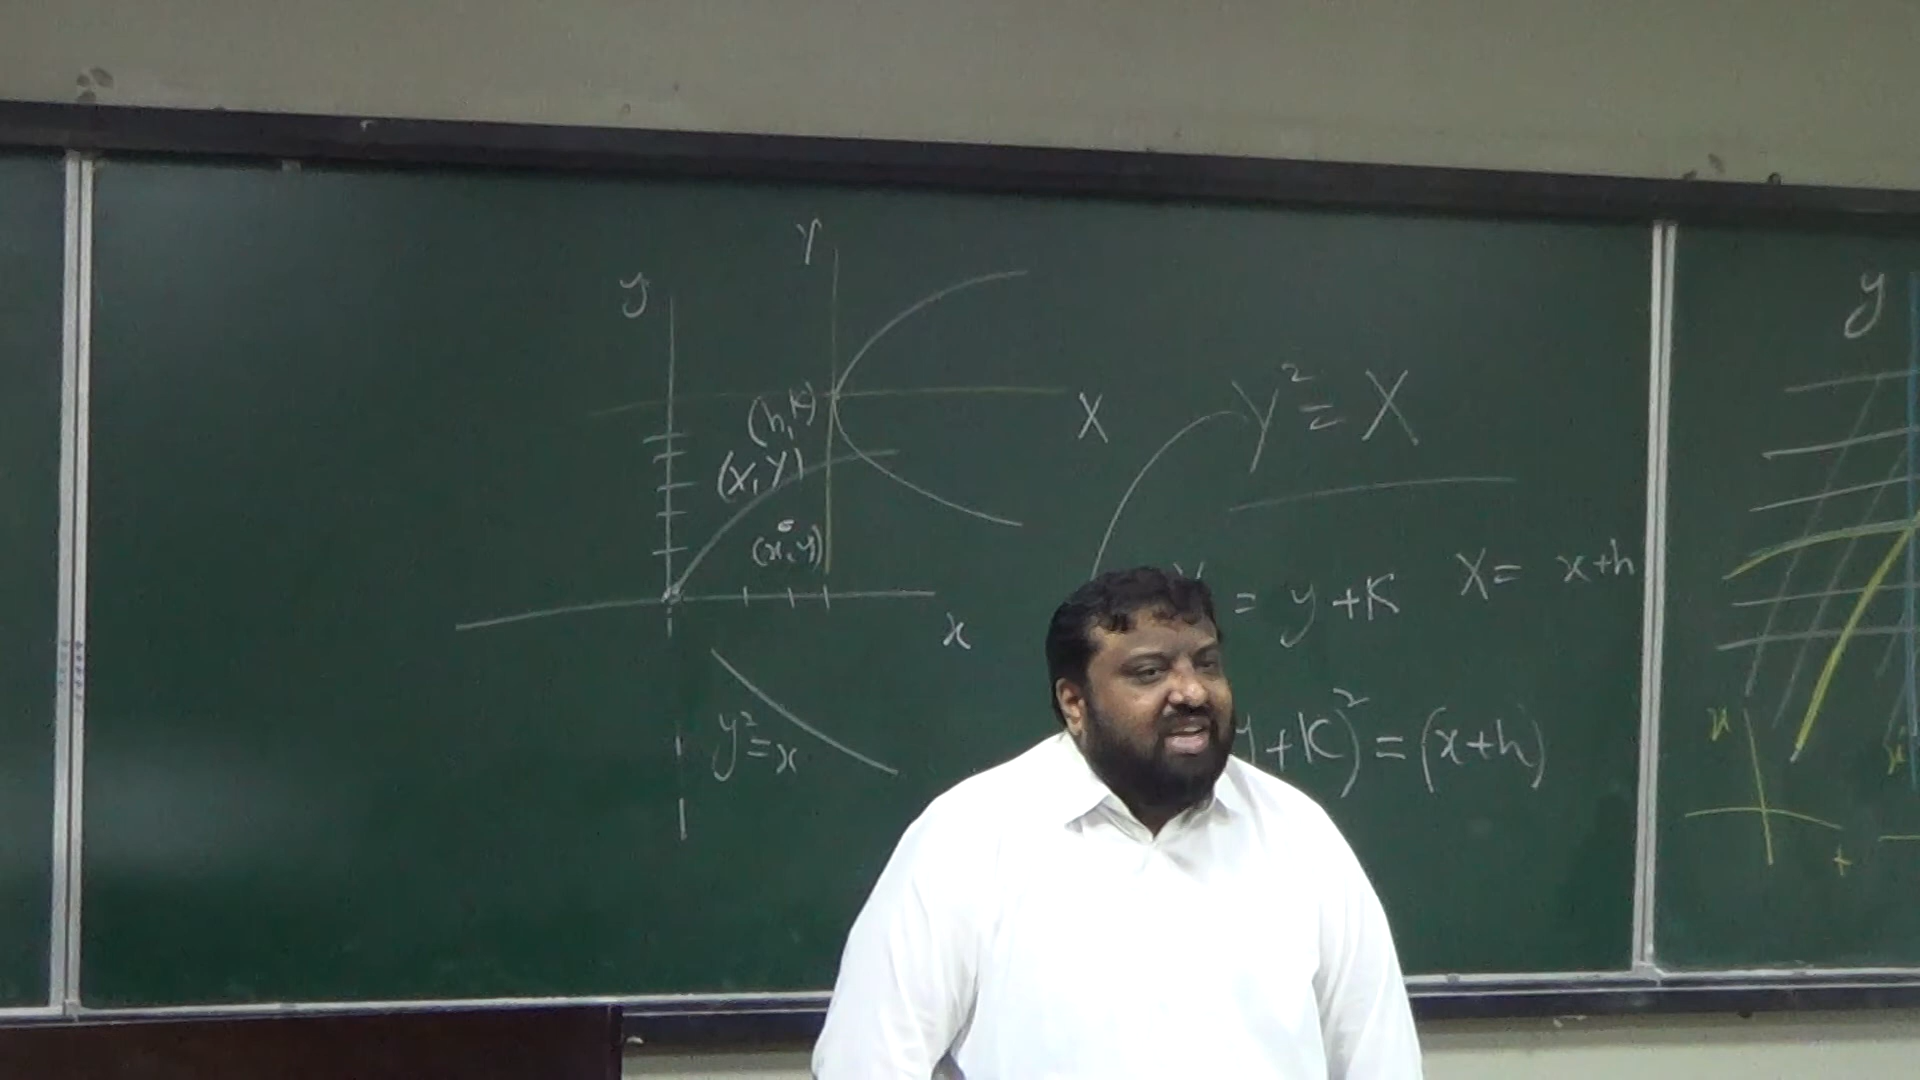 Y
y
(h, K)
X
(X, Y)
(x, y)
x
y² = x
Y² = X
= y + K
X = x + h
+ K)² = (x + h)
y
x